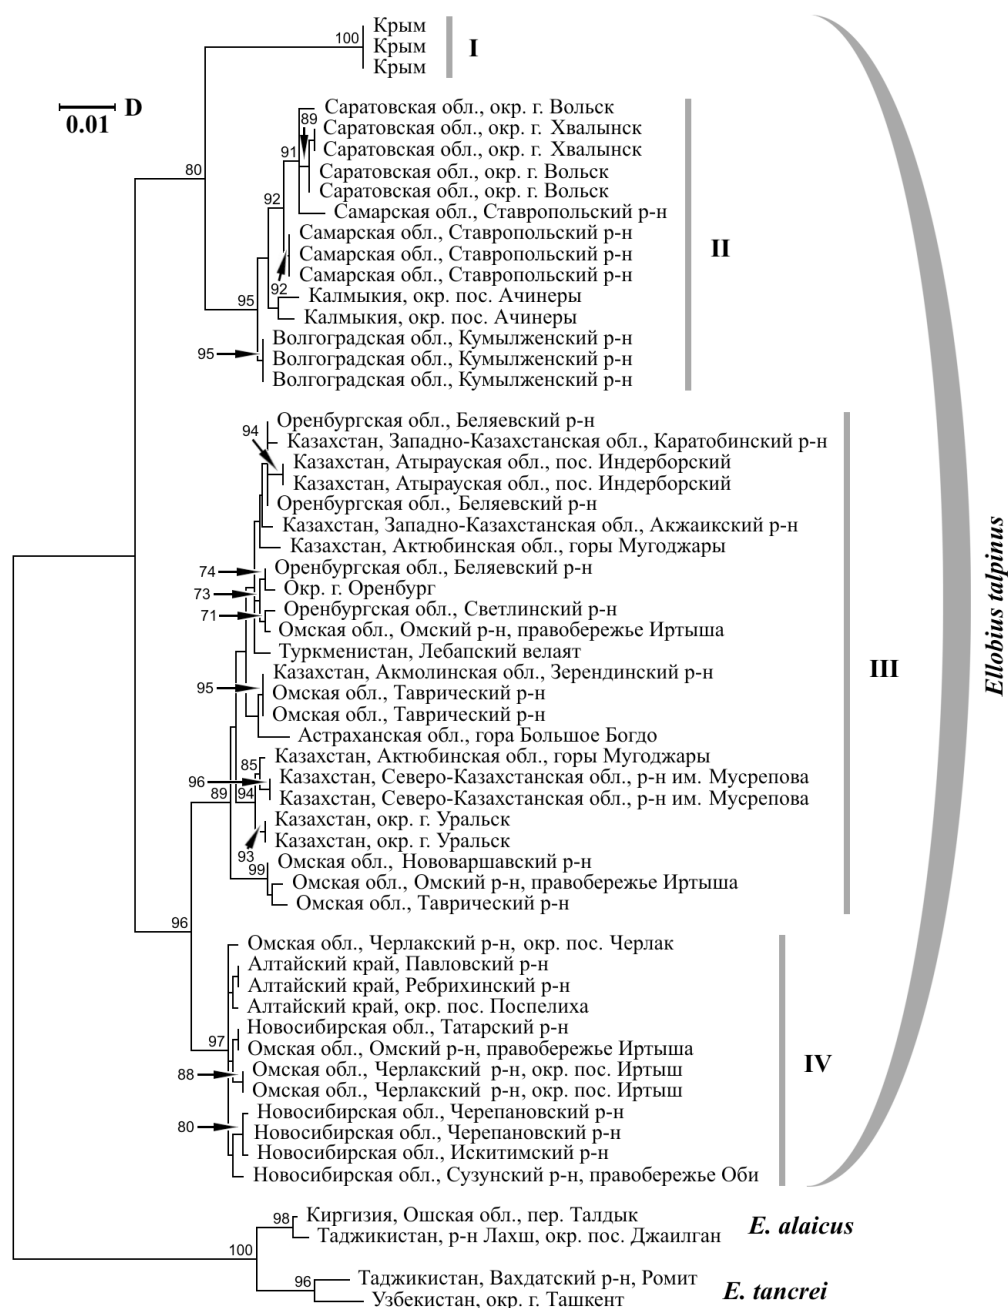 Крым
100
Крым
I
Крым
D
0.01
Саратовская обл., окр. г. Вольск
89
Саратовская обл., окр. г. Хвалынск
Саратовская обл., окр. г. Хвалынск
91
80
Саратовская обл., окр. г. Вольск
Саратовская обл., окр. г. Вольск
92
Самарская обл., Ставропольский р-н
Самарская обл., Ставропольский р-н
II
Самарская обл., Ставропольский р-н
Самарская обл., Ставропольский р-н
92
Калмыкия, окр. пос. Ачинеры
95
Калмыкия, окр. пос. Ачинеры
Волгоградская обл., Кумылженский р-н
95
Волгоградская обл., Кумылженский р-н
Волгоградская обл., Кумылженский р-н
Оренбургская обл., Беляевский р-н
94
Казахстан, Западно-Казахстанская обл., Каратобинский р-н
Казахстан, Атырауская обл., пос. Индерборский
Казахстан, Атырауская обл., пос. Индерборский
Оренбургская обл., Беляевский р-н
Казахстан, Западно-Казахстанская обл., Акжаикский р-н
Казахстан, Актюбинская обл., горы Мугоджары
74
Оренбургская обл., Беляевский р-н
73
Окр. г. Оренбург
71
Оренбургская обл., Светлинский р-н
Омская обл., Омский р-н, правобережье Иртыша
Туркменистан, Лебапский велаят
Ellobius talpinus
III
Казахстан, Акмолинская обл., Зерендинский р-н
95
Омская обл., Таврический р-н
Омская обл., Таврический р-н
Астраханская обл., гора Большое Богдо
Казахстан, Актюбинская обл., горы Мугоджары
85
96
Казахстан, Северо-Казахстанская обл., р-н им. Мусрепова
89
94
Казахстан, Северо-Казахстанская обл., р-н им. Мусрепова
Казахстан, окр. г. Уральск
Казахстан, окр. г. Уральск
93
Омская обл., Нововаршавский р-н
99
Омская обл., Омский р-н, правобережье Иртыша
Омская обл., Таврический р-н
96
Омская обл., Черлакский р-н, окр. пос. Черлак
Алтайский край, Павловский р-н
Алтайский край, Ребрихинский р-н
Алтайский край, окр. пос. Поспелиха
Новосибирская обл., Татарский р-н
97
Омская обл., Омский р-н, правобережье Иртыша
IV
88
Омская обл., Черлакский р-н, окр. пос. Иртыш
Омская обл., Черлакский р-н, окр. пос. Иртыш
Новосибирская обл., Черепановский р-н
80
Новосибирская обл., Черепановский р-н
Новосибирская обл., Искитимский р-н
Новосибирская обл., Сузунский р-н, правобережье Оби
Киргизия, Ошская обл., пер. Талдык
98
E. alaicus
Таджикистан, р-н Лахш, окр. пос. Джаилган
100
Таджикистан, Вахдатский р-н, Ромит
96
E. tancrei
Узбекистан, окр. г. Ташкент